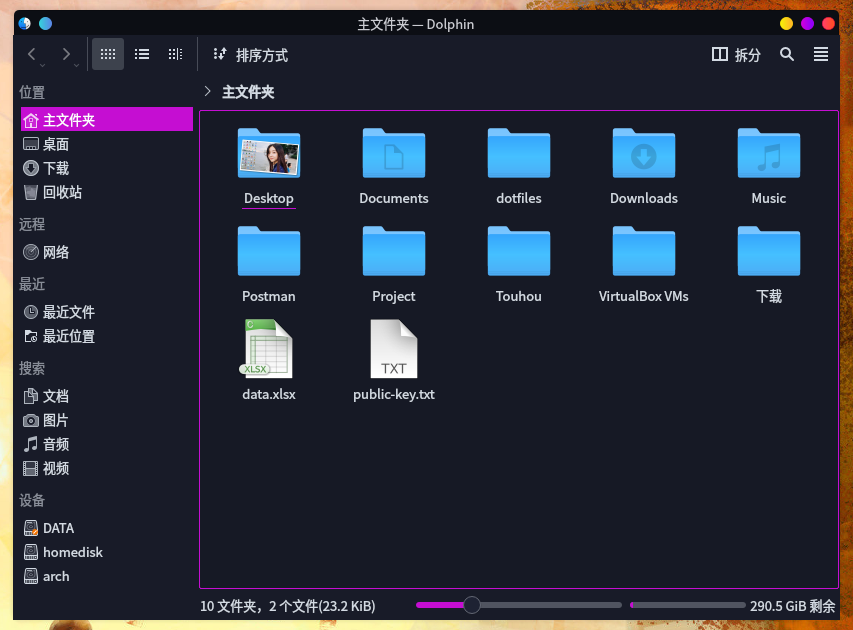 主文件夹 — Dolphin
排序方式
拆分
位置
主文件夹
桌面
下载
回收站
远程
网络
最近
最近文件
最近位置
搜索
文档
图片
音频
视频
设备
DATA
homedisk
arch
主文件夹
Desktop
Documents
dotfiles
Downloads
Music
Postman
Project
Touhou
VirtualBox VMs
下载
C
XLSX
TXT
data.xlsx
public-key.txt
10 文件夹，2 个文件(23.2 KiB)
290.5 GiB 剩余